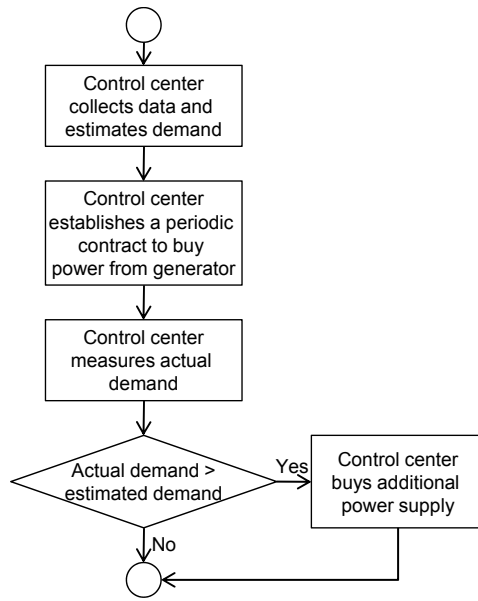 Control center
collects data and
estimates demand
Control center
establishes a periodic
contract to buy
power from generator
Control center
measures actual
demand
Actual demand >
estimated demand
Yes
Control center
buys additional
power supply
No